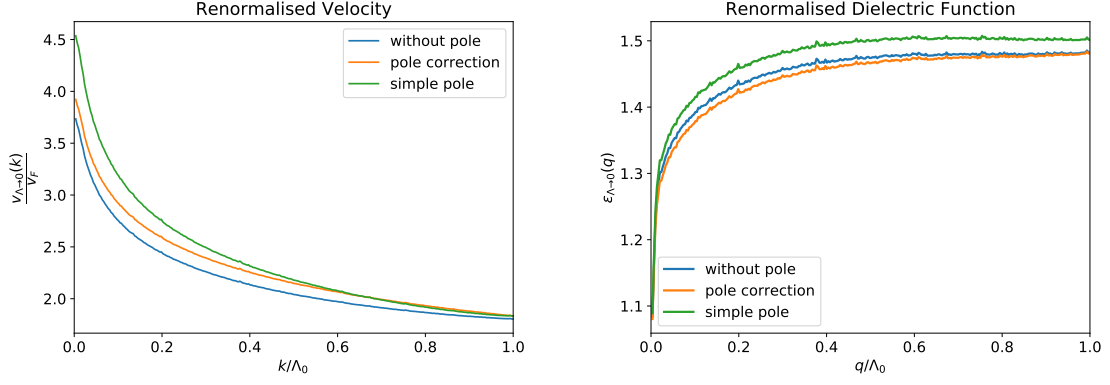 Renormalised Velocity
4.5
4.0
3.5
3.0
2.5
2.0
v_{Λ→0}(k)
v_F
without pole
pole correction
simple pole
0.0 0.2 0.4 0.6 0.8 1.0
k/Λ₀
Renormalised Dielectric Function
1.5
1.4
1.3
1.2
1.1
ε_{Λ→0}(q)
without pole
pole correction
simple pole
0.0 0.2 0.4 0.6 0.8 1.0
q/Λ₀